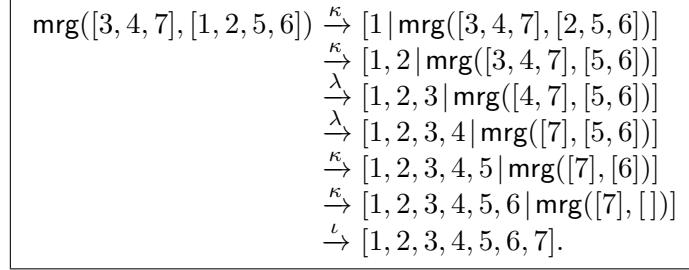 mrg([3, 4, 7], [1, 2, 5, 6]) —κ→ [1|mrg([3, 4, 7], [2, 5, 6])]
—κ→ [1, 2|mrg([3, 4, 7], [5, 6])]
—λ→ [1, 2, 3|mrg([4, 7], [5, 6])]
—λ→ [1, 2, 3, 4|mrg([7], [5, 6])]
—κ→ [1, 2, 3, 4, 5|mrg([7], [6])]
—κ→ [1, 2, 3, 4, 5, 6|mrg([7], [ ])]
—ι→ [1, 2, 3, 4, 5, 6, 7].